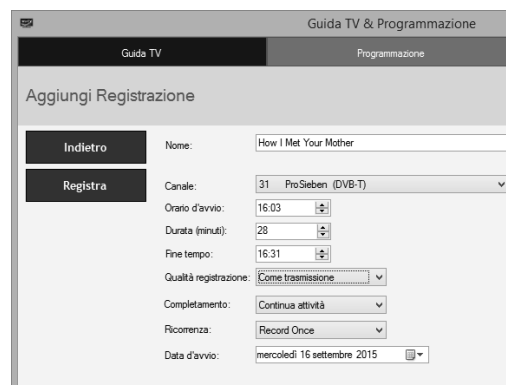 Guida TV & Programmazione
Guida TV
Programmazione
Aggiungi Registrazione
Indietro
Registra
Nome: How I Met Your Mother
Canale: 31 ProSieben (DVB-T)
Orario d'avvio: 16:03
Durata (minuti): 28
Fine tempo: 16:31
Qualità registrazione: Come trasmissione
Completamento: Continua attività
Ricorrenza: Record Once
Data d'avvio: mercoledì 16 settembre 2015